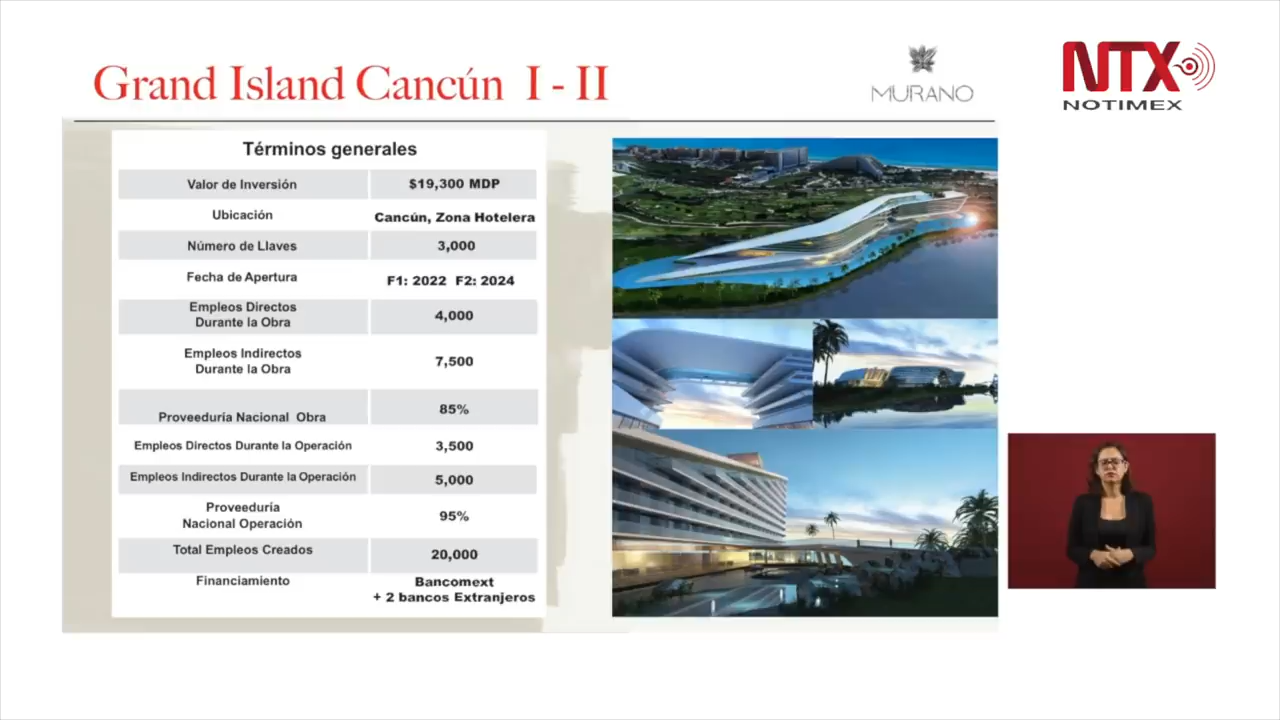 Grand Island Cancún I - II
MURANO
NTX
NOTIMEX
Términos generales
Valor de Inversión
$19,300 MDP
Ubicación
Cancún, Zona Hotelera
Número de Llaves
3,000
Fecha de Apertura
F1: 2022 F2: 2024
Empleos Directos
Durante la Obra
4,000
Empleos Indirectos
Durante la Obra
7,500
Proveeduría Nacional Obra
85%
Empleos Directos Durante la Operación
3,500
Empleos Indirectos Durante la Operación
5,000
Proveeduría
Nacional Operación
95%
Total Empleos Creados
20,000
Financiamiento
Bancomext
+ 2 bancos Extranjeros